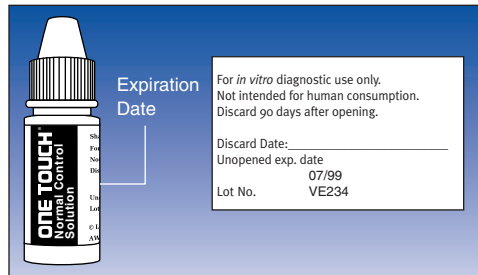 ONE TOUCH®
Normal Control
Solution
Expiration
Date
For in vitro diagnostic use only.
Not intended for human consumption.
Discard 90 days after opening.
Discard Date:
Unopened exp. date
07/99
Lot No. VE234